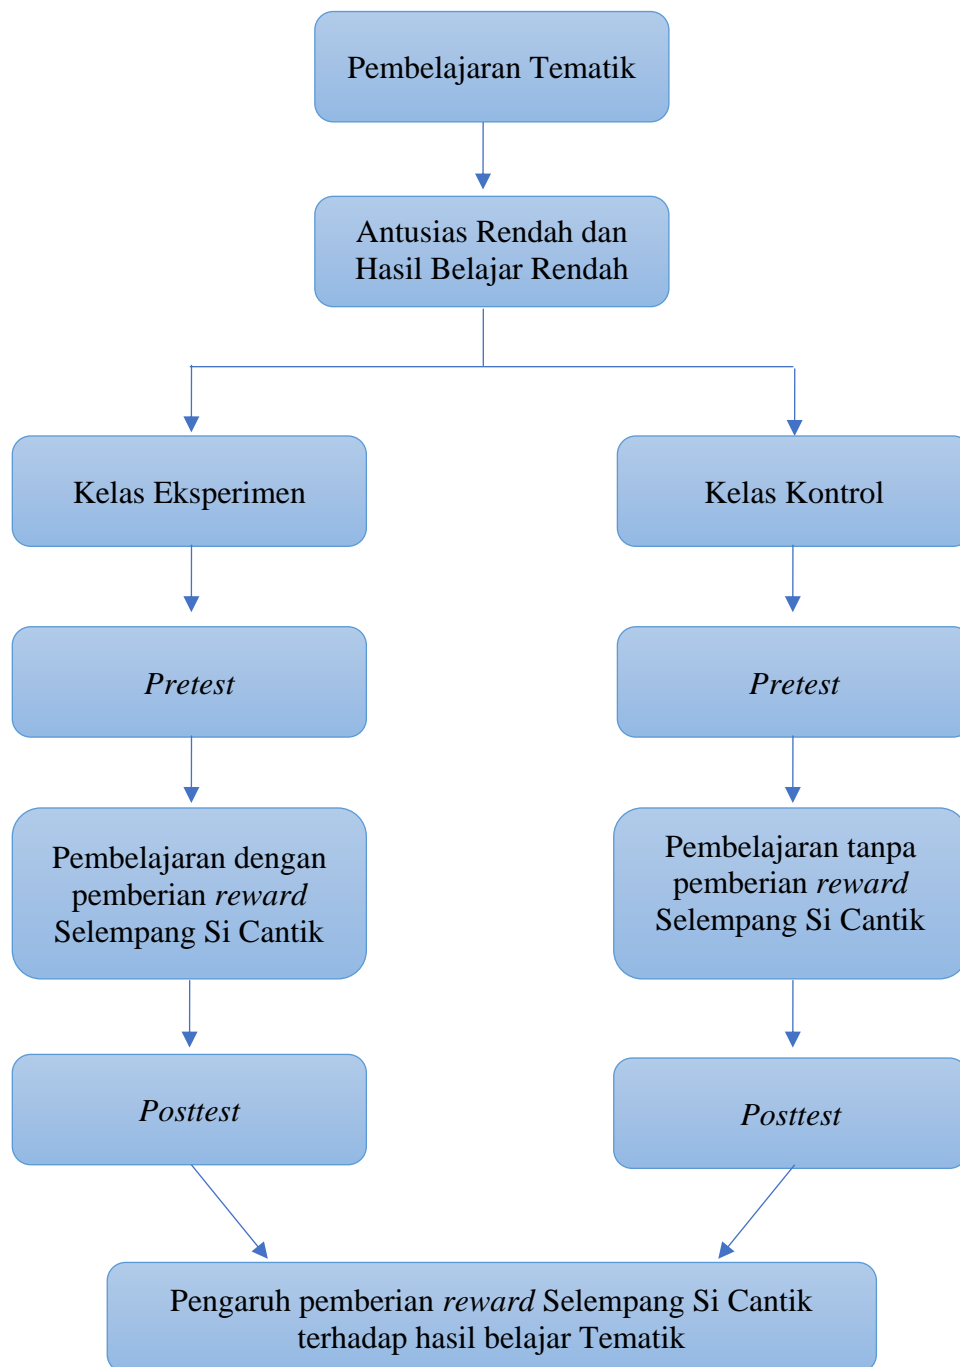 Pembelajaran Tematik
Antusias Rendah dan
Hasil Belajar Rendah
Kelas Eksperimen
Kelas Kontrol
Pretest
Pretest
Pembelajaran dengan
pemberian reward
Selempang Si Cantik
Pembelajaran tanpa
pemberian reward
Selempang Si Cantik
Posttest
Posttest
Pengaruh pemberian reward Selempang Si Cantik
terhadap hasil belajar Tematik